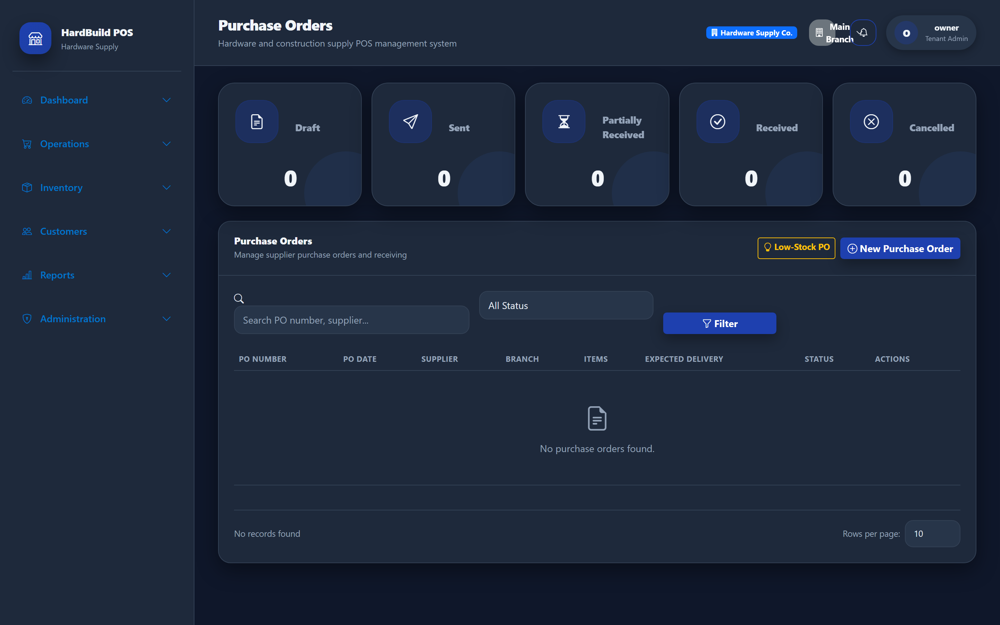 HardBuild POS
Hardware Supply
Dashboard
Operations
Inventory
Customers
Reports
Administration
Purchase Orders
Hardware and construction supply POS management system
Hardware Supply Co.
Main
Branch
O
owner
Tenant Admin
Draft
0
Sent
0
Partially
Received
0
Received
0
Cancelled
0
Purchase Orders
Manage supplier purchase orders and receiving
Low-Stock PO
New Purchase Order
Search PO number, supplier...
All Status
Filter
PO NUMBER PO DATE SUPPLIER BRANCH ITEMS EXPECTED DELIVERY STATUS ACTIONS
No purchase orders found.
No records found
Rows per page: 10